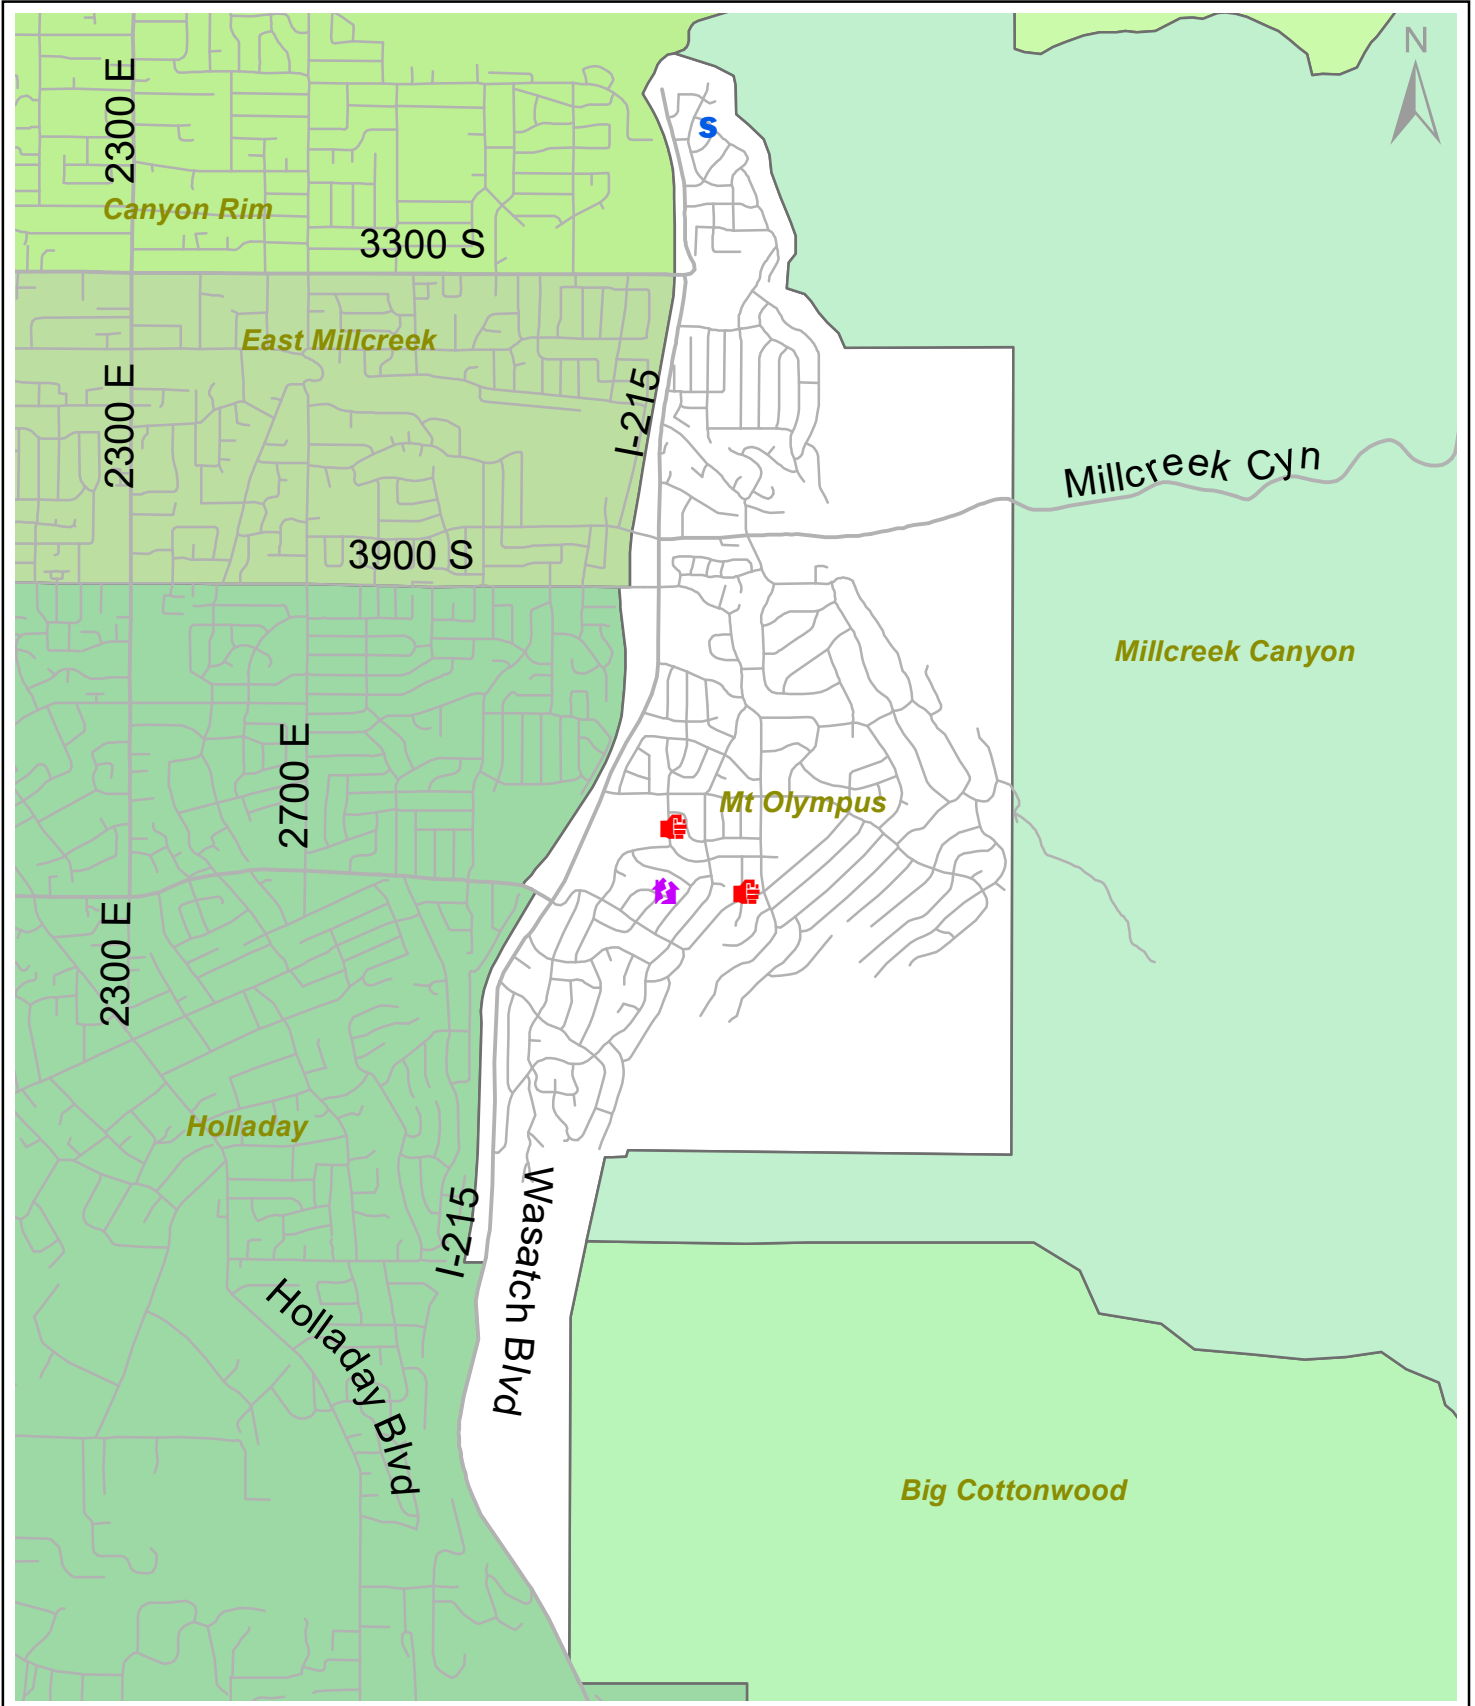 N
2300 E
S
Canyon Rim
3300 S
East Millcreek
2300 E
I-215
Millcreek Cyn
3900 S
Millcreek Canyon
2700 E
Mt Olympus
2300 E
Holladay
I-215
Wasatch Blvd
Holladay Blvd
Big Cottonwood